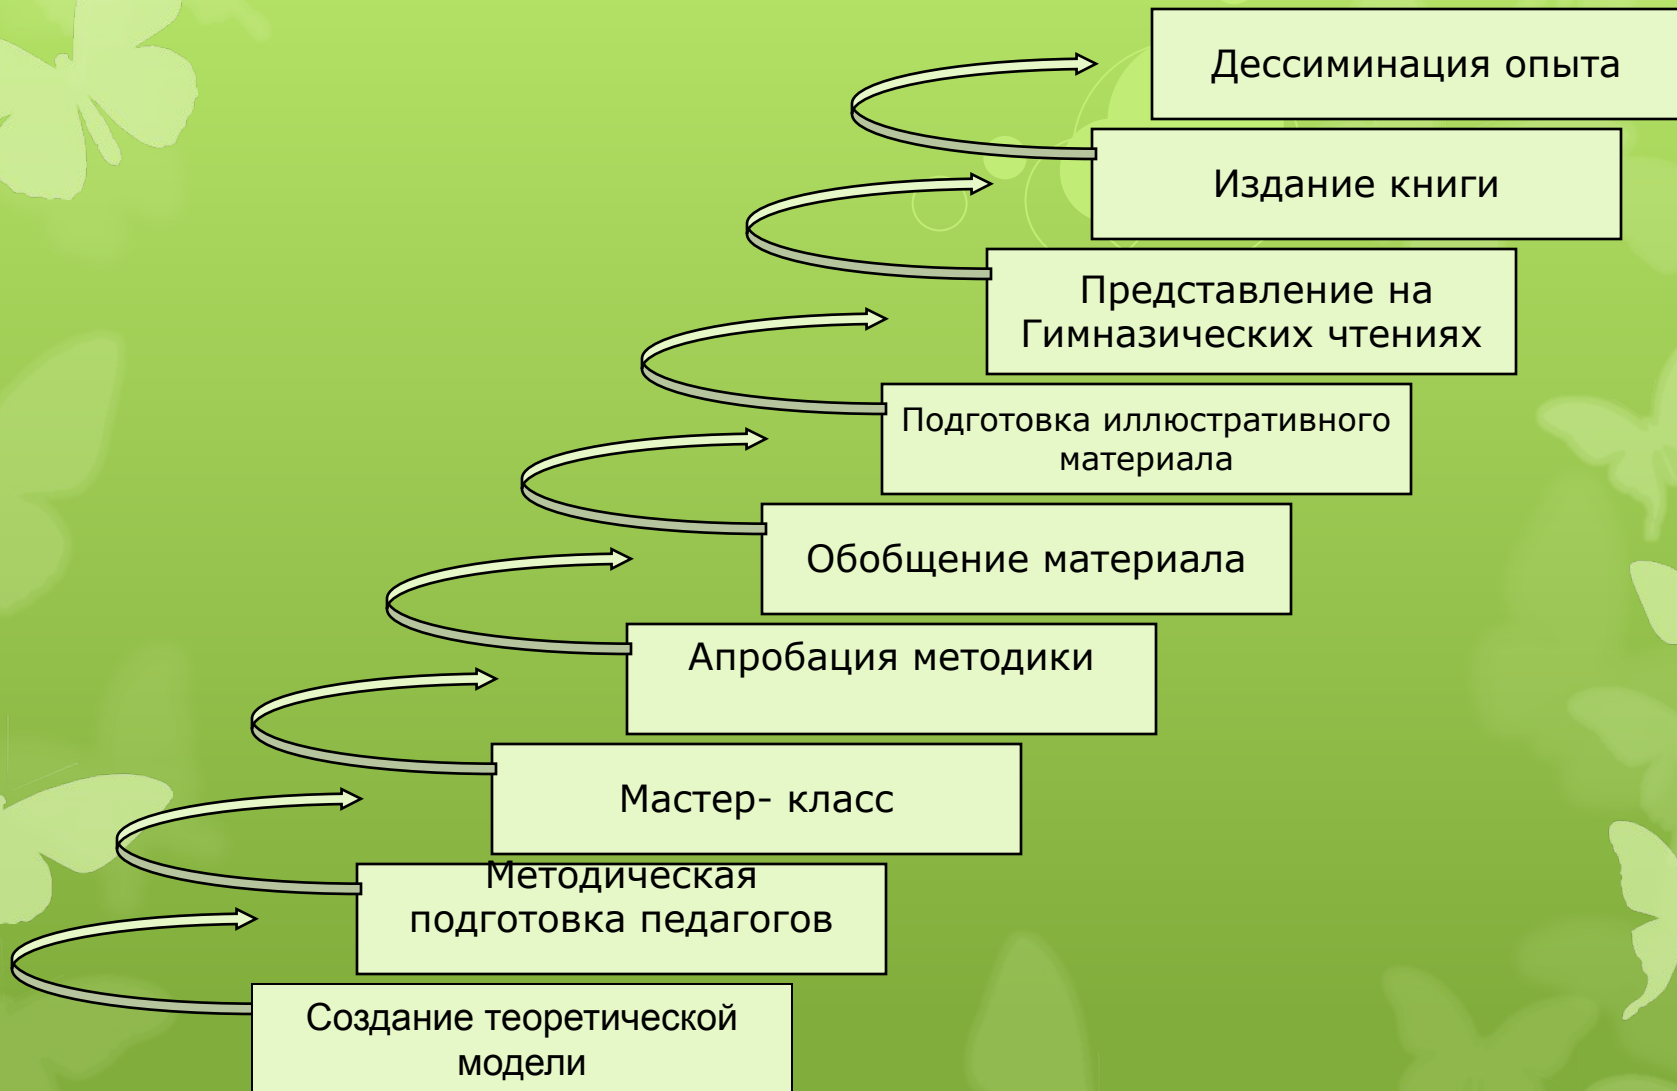 Дессиминация опыта
Издание книги
Представление на
Гимназических чтениях
Подготовка иллюстративного
материала
Обобщение материала
Апробация методики
Мастер- класс
Методическая
подготовка педагогов
Создание теоретической
модели